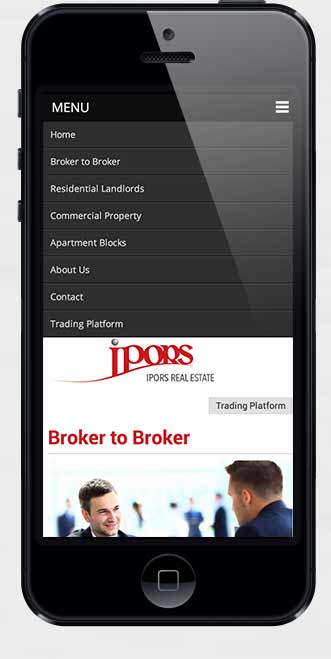 MENU
Home
Broker to Broker
Residential Landlords
Commercial Property
Apartment Blocks
About Us
Contact
Trading Platform
ipors
IPORS REAL ESTATE
Trading Platform
Broker to Broker